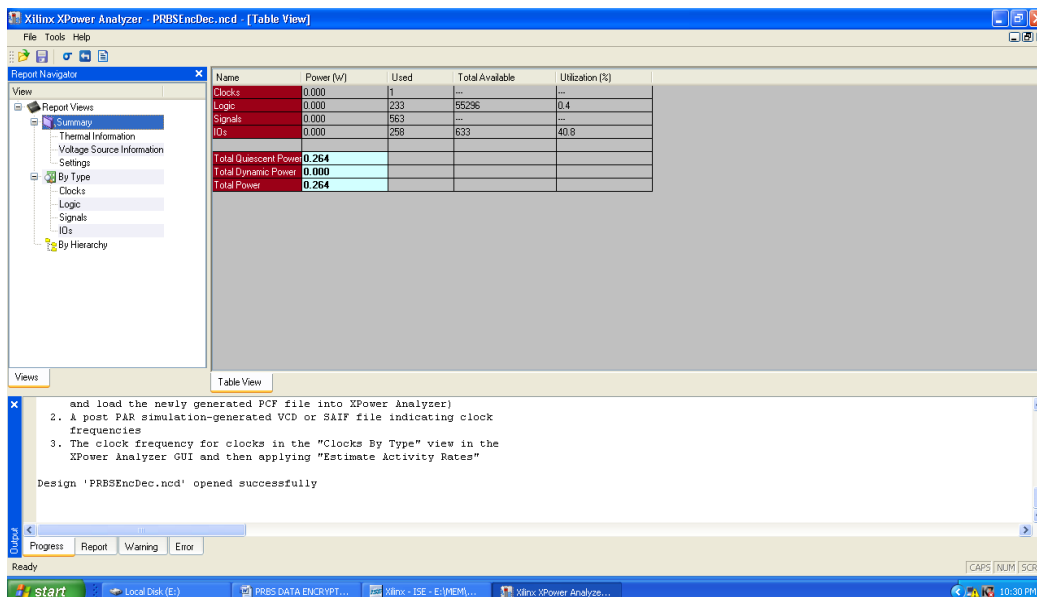 Xilinx XPower Analyzer - PRBSEncDec.ncd - [Table View]
File Tools Help
Report Navigator
View
Report Views
Summary
Thermal Information
Voltage Source Information
Settings
By Type
Clocks
Logic
Signals
IOs
By Hierarchy
Views
Name Power (W) Used Total Available Utilization (%)
Clocks 0.000 1 --- ---
Logic 0.000 233 55296 0.4
Signals 0.000 563 --- ---
IOs 0.000 258 633 40.8
Total Quiescent Power 0.264
Total Dynamic Power 0.000
Total Power 0.264
Table View
and load the newly generated PCF file into XPower Analyzer)
2. A post PAR simulation-generated VCD or SAIF file indicating clock
frequencies
3. The clock frequency for clocks in the "Clocks By Type" view in the
XPower Analyzer GUI and then applying "Estimate Activity Rates"
Design 'PRBSEncDec.ncd' opened successfully
Output
Progress Report Warning Error
Ready
CAPS NUM SCR
start Local Disk (E:) PRBS DATA ENCRYPT... Xilinx - ISE - E:\MEM\... Xilinx XPower Analyze... 10:30 PM